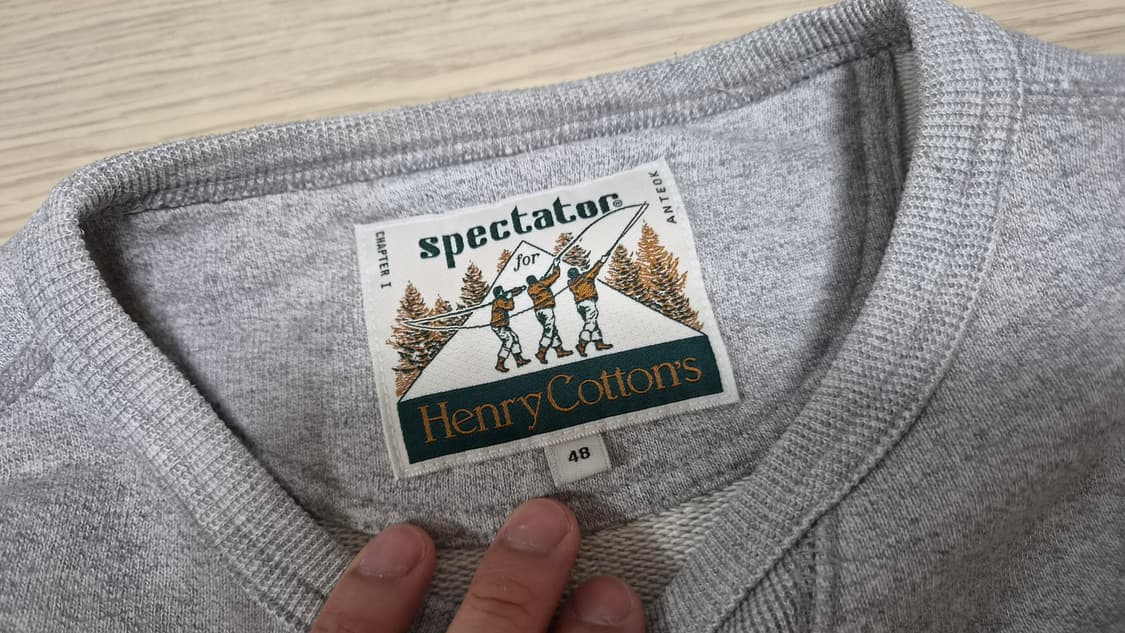 CHAPTER I
spectator®
ANTEOK
for
Henry Cotton's
48